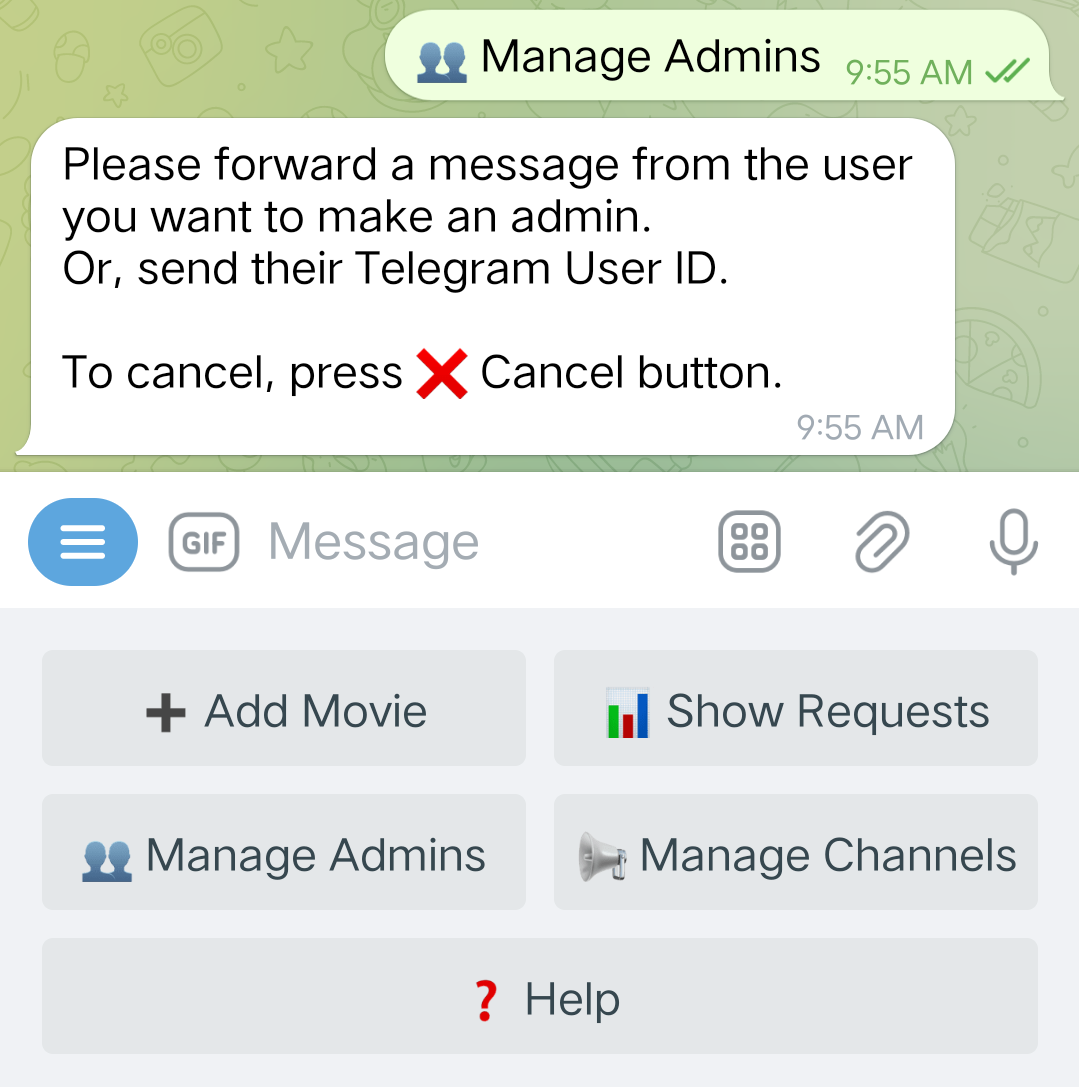 👥 Manage Admins 9:55 AM
Please forward a message from the user
you want to make an admin.
Or, send their Telegram User ID.
To cancel, press ❌ Cancel button.
9:55 AM
GIF Message
➕ Add Movie
📊 Show Requests
👥 Manage Admins
📢 Manage Channels
❓ Help